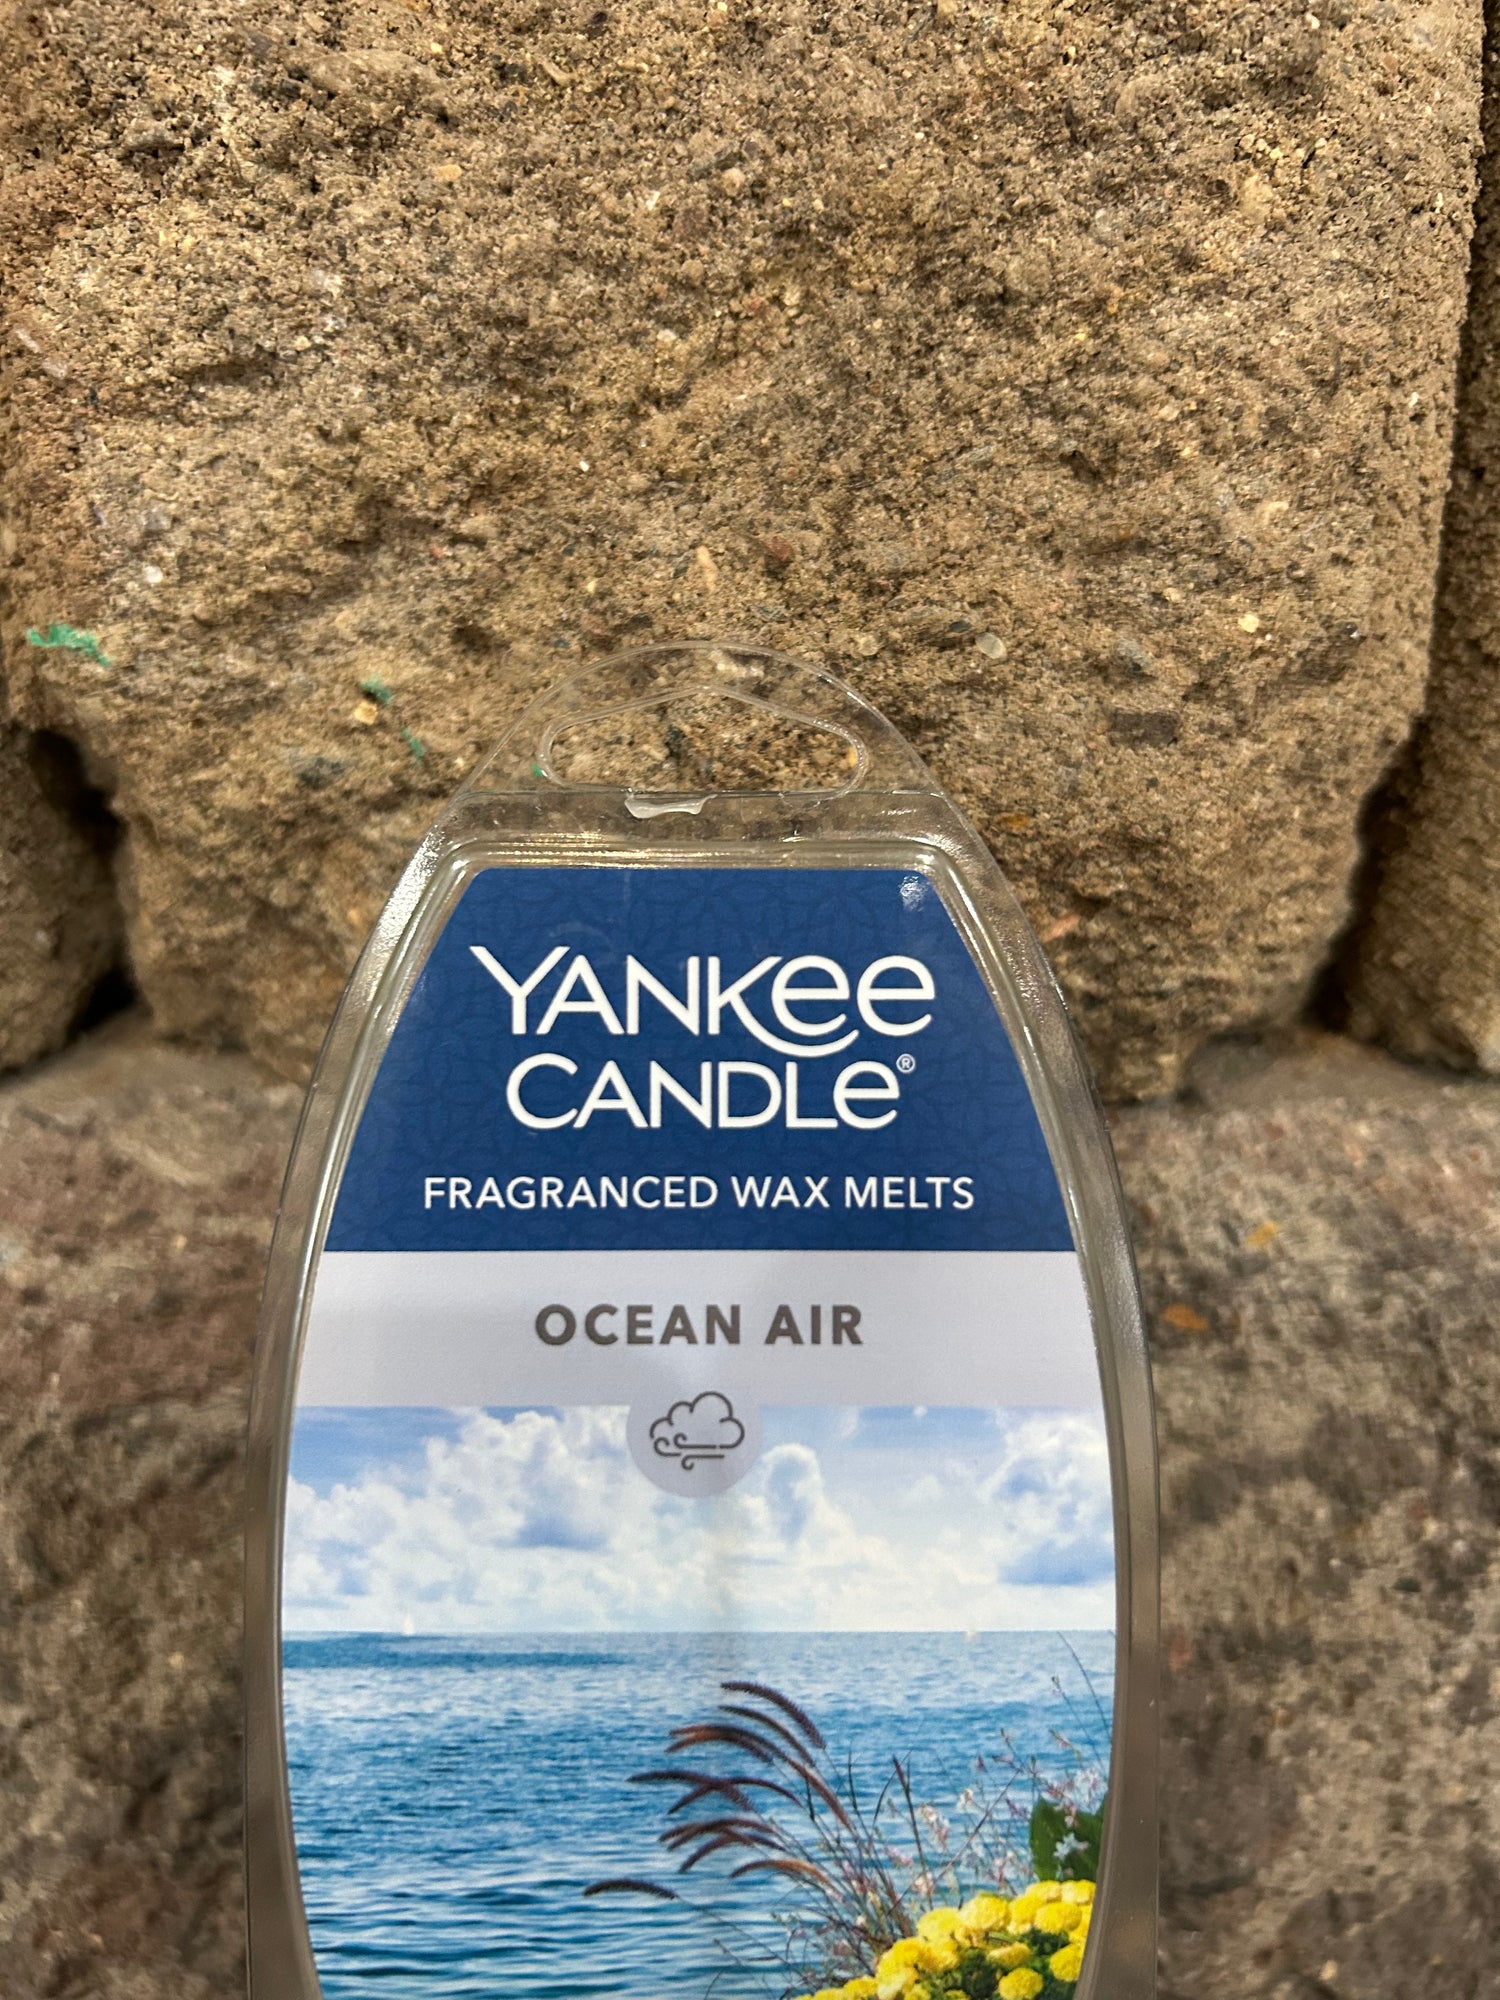 YANKEE
CANDLE®
FRAGRANCED WAX MELTS
OCEAN AIR